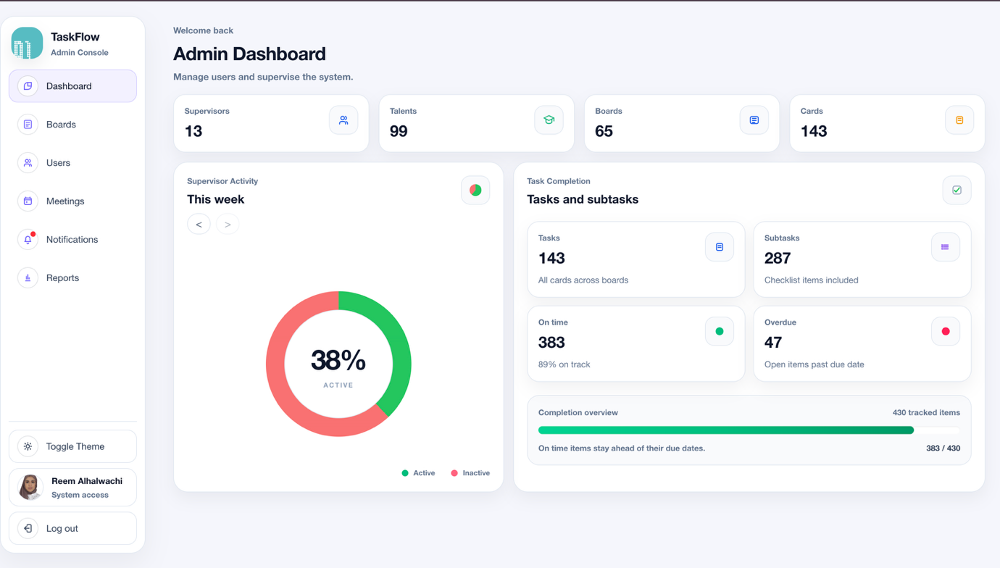 TaskFlow
Admin Console
Dashboard
Boards
Users
Meetings
Notifications
Reports
Toggle Theme
Reem Alhalwachi
System access
Log out
Welcome back
Admin Dashboard
Manage users and supervise the system.
Supervisors
13
Talents
99
Boards
65
Cards
143
Supervisor Activity
This week
< >
38%
ACTIVE
Active Inactive
Task Completion
Tasks and subtasks
Tasks
143
All cards across boards
Subtasks
287
Checklist items included
On time
383
89% on track
Overdue
47
Open items past due date
Completion overview 430 tracked items
On time items stay ahead of their due dates. 383 / 430